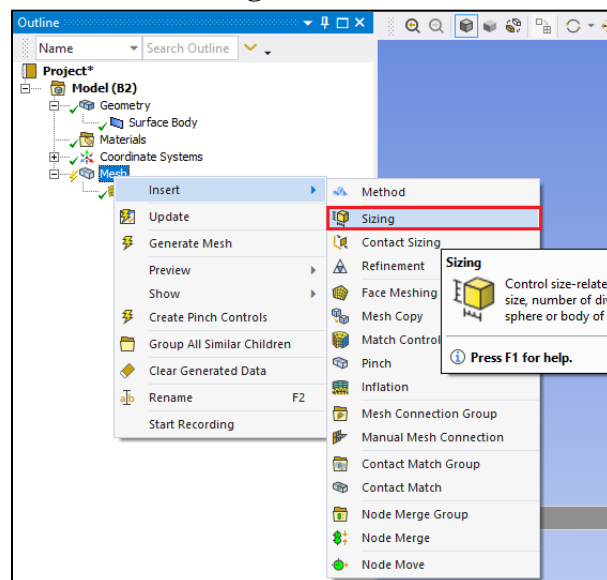 Outline
Name
Search Outline
Project*
Model (B2)
Geometry
Surface Body
Materials
Coordinate Systems
Mesh
Insert
Update
Generate Mesh
Preview
Show
Create Pinch Controls
Group All Similar Children
Clear Generated Data
Rename F2
Start Recording
Method
Sizing
Contact Sizing
Refinement
Face Meshing
Mesh Copy
Match Control
Pinch
Inflation
Mesh Connection Group
Manual Mesh Connection
Contact Match Group
Contact Match
Node Merge Group
Node Merge
Node Move
Sizing
Control size-relate
size, number of di
sphere or body of
Press F1 for help.